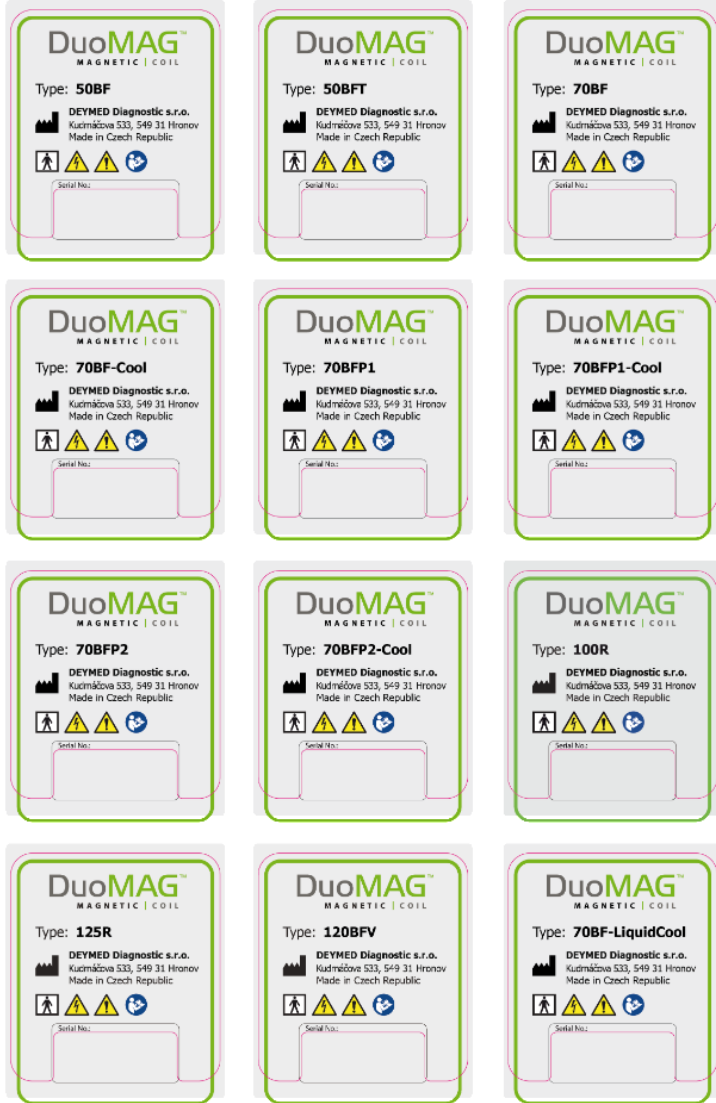 DuoMAG™
MAGNETIC | COIL
Type: 50BF
DEYMED Diagnostic s.r.o.
Kudrnáčova 533, 549 31 Hronov
Made in Czech Republic
Serial No.:
DuoMAG™
MAGNETIC | COIL
Type: 50BFT
DEYMED Diagnostic s.r.o.
Kudrnáčova 533, 549 31 Hronov
Made in Czech Republic
Serial No.:
DuoMAG™
MAGNETIC | COIL
Type: 70BF
DEYMED Diagnostic s.r.o.
Kudrnáčova 533, 549 31 Hronov
Made in Czech Republic
Serial No.:
DuoMAG™
MAGNETIC | COIL
Type: 70BF-Cool
DEYMED Diagnostic s.r.o.
Kudrnáčova 533, 549 31 Hronov
Made in Czech Republic
Serial No.:
DuoMAG™
MAGNETIC | COIL
Type: 70BFP1
DEYMED Diagnostic s.r.o.
Kudrnáčova 533, 549 31 Hronov
Made in Czech Republic
Serial No.:
DuoMAG™
MAGNETIC | COIL
Type: 70BFP1-Cool
DEYMED Diagnostic s.r.o.
Kudrnáčova 533, 549 31 Hronov
Made in Czech Republic
Serial No.:
DuoMAG™
MAGNETIC | COIL
Type: 70BFP2
DEYMED Diagnostic s.r.o.
Kudrnáčova 533, 549 31 Hronov
Made in Czech Republic
Serial No.:
DuoMAG™
MAGNETIC | COIL
Type: 70BFP2-Cool
DEYMED Diagnostic s.r.o.
Kudrnáčova 533, 549 31 Hronov
Made in Czech Republic
Serial No.:
DuoMAG™
MAGNETIC | COIL
Type: 100R
DEYMED Diagnostic s.r.o.
Kudrnáčova 533, 549 31 Hronov
Made in Czech Republic
Serial No.:
DuoMAG™
MAGNETIC | COIL
Type: 125R
DEYMED Diagnostic s.r.o.
Kudrnáčova 533, 549 31 Hronov
Made in Czech Republic
Serial No.:
DuoMAG™
MAGNETIC | COIL
Type: 120BFV
DEYMED Diagnostic s.r.o.
Kudrnáčova 533, 549 31 Hronov
Made in Czech Republic
Serial No.:
DuoMAG™
MAGNETIC | COIL
Type: 70BF-LiquidCool
DEYMED Diagnostic s.r.o.
Kudrnáčova 533, 549 31 Hronov
Made in Czech Republic
Serial No.: